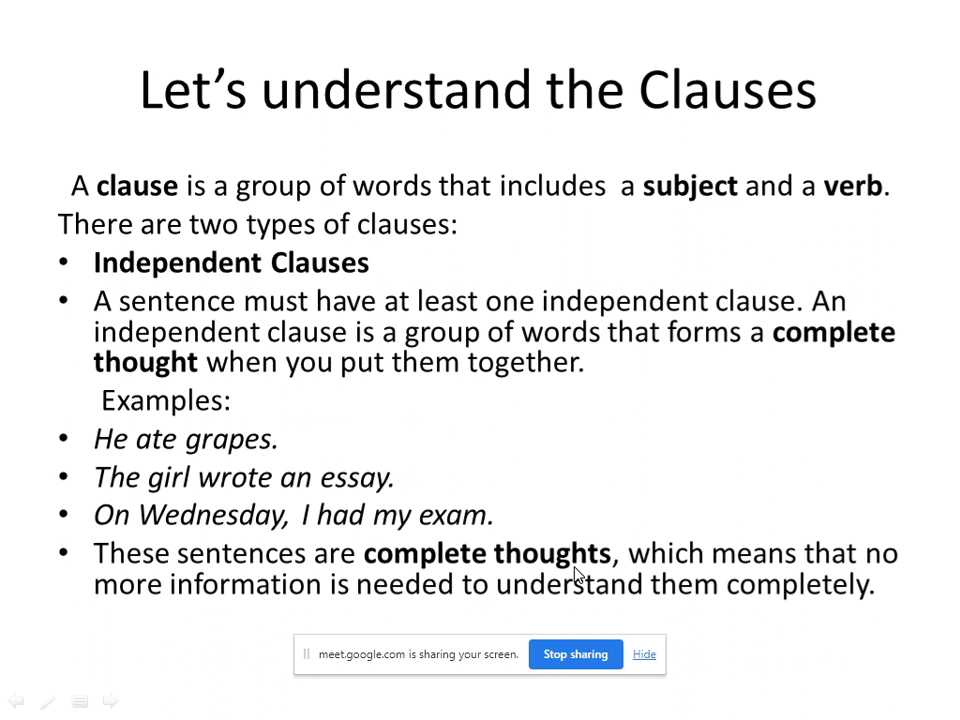 Let’s understand the Clauses
A clause is a group of words that includes a subject and a verb.
There are two types of clauses:
• Independent Clauses
• A sentence must have at least one independent clause. An
independent clause is a group of words that forms a complete
thought when you put them together.
Examples:
• He ate grapes.
• The girl wrote an essay.
• On Wednesday, I had my exam.
• These sentences are complete thoughts, which means that no
more information is needed to understand them completely.
meet.google.com is sharing your screen. Stop sharing Hide